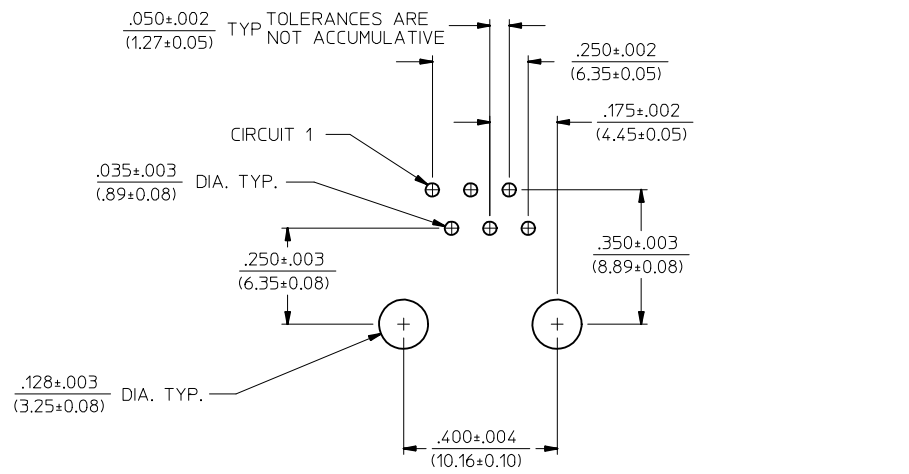 .050±.002
(1.27±0.05)
TYP
TOLERANCES ARE
NOT ACCUMULATIVE
.250±.002
(6.35±0.05)
.175±.002
(4.45±0.05)
CIRCUIT 1
.035±.003
(.89±0.08)
DIA. TYP.
.250±.003
(6.35±0.08)
.350±.003
(8.89±0.08)
.128±.003
(3.25±0.08)
DIA. TYP.
.400±.004
(10.16±0.10)